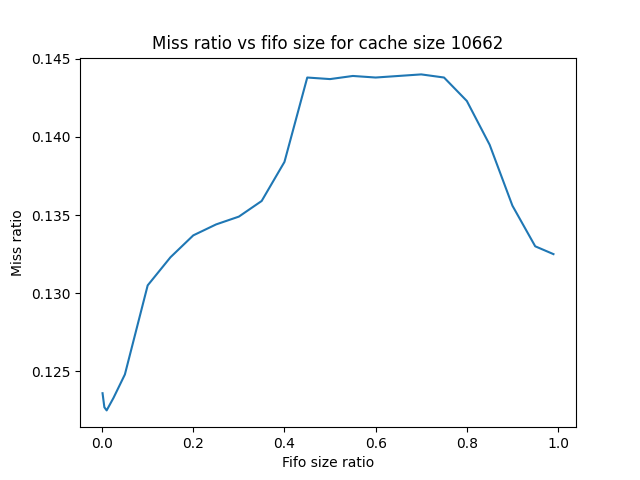 Miss ratio vs fifo size for cache size 10662
0.145
0.140
0.135
0.130
0.125
Miss ratio
0.0 0.2 0.4 0.6 0.8 1.0
Fifo size ratio